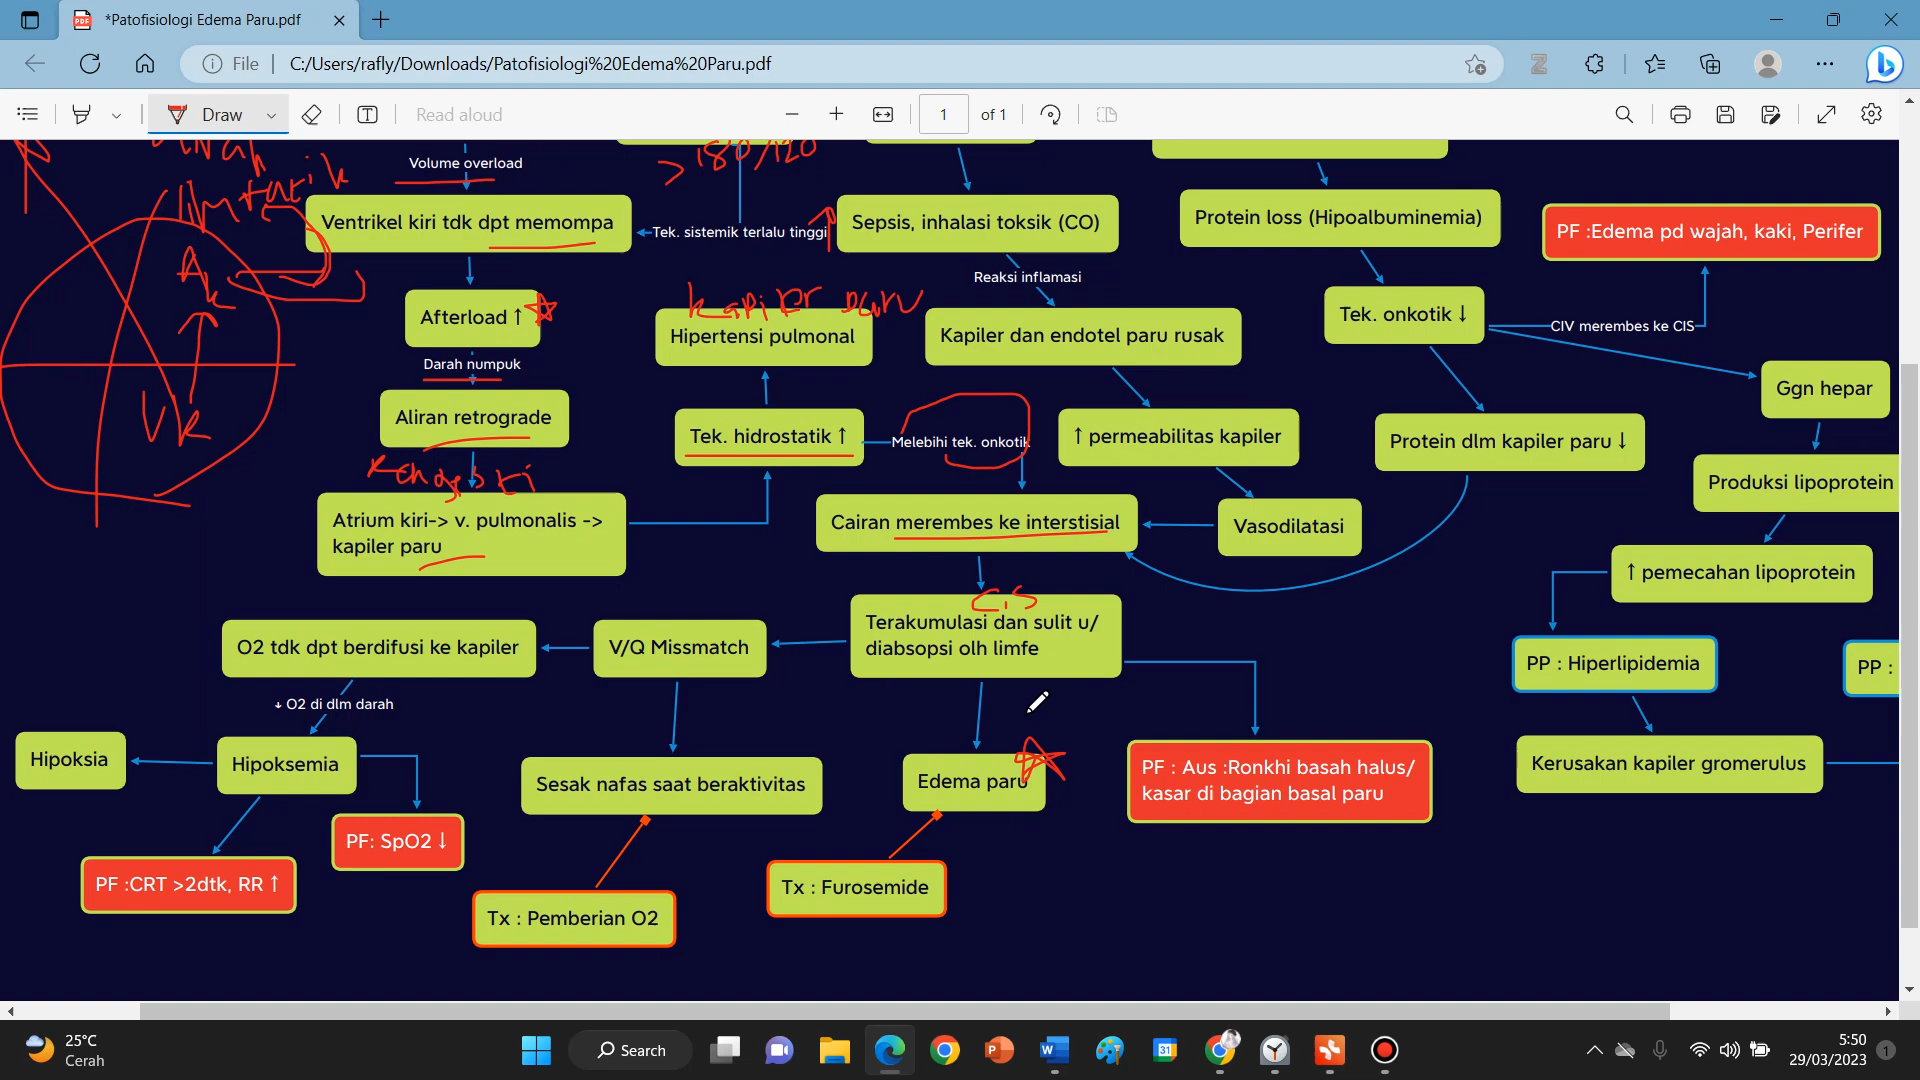 *Patofisiologi Edema Paru.pdf
File
C:/Users/rafly/Downloads/Patofisiologi%20Edema%20Paru.pdf
Draw
Read aloud
1
of 1
Volume overload
> 180/120
Ventrikel kiri tdk dpt memompa
Tek. sistemik terlalu tinggi
Sepsis, inhalasi toksik (CO)
Protein loss (Hipoalbuminemia)
PF :Edema pd wajah, kaki, Perifer
Reaksi inflamasi
kapiler paru
Afterload ↑
Hipertensi pulmonal
Kapiler dan endotel paru rusak
Tek. onkotik ↓
CIV merembes ke CIS
Darah numpuk
Ggn hepar
Aliran retrograde
Tek. hidrostatik ↑
Melebihi tek. onkotik
↑ permeabilitas kapiler
Protein dlm kapiler paru ↓
Produksi lipoprotein
Atrium kiri-> v. pulmonalis ->
kapiler paru
Cairan merembes ke interstisial
Vasodilatasi
↑ pemecahan lipoprotein
CIS
Terakumulasi dan sulit u/
diabsopsi olh limfe
V/Q Missmatch
O2 tdk dpt berdifusi ke kapiler
PP : Hiperlipidemia
PP :
↓ O2 di dlm darah
Hipoksia
Hipoksemia
Sesak nafas saat beraktivitas
Edema paru
PF : Aus :Ronkhi basah halus/
kasar di bagian basal paru
Kerusakan kapiler gromerulus
PF: SpO2 ↓
PF :CRT >2dtk, RR ↑
Tx : Pemberian O2
Tx : Furosemide
25°C
Cerah
Search
5:50
29/03/2023
1